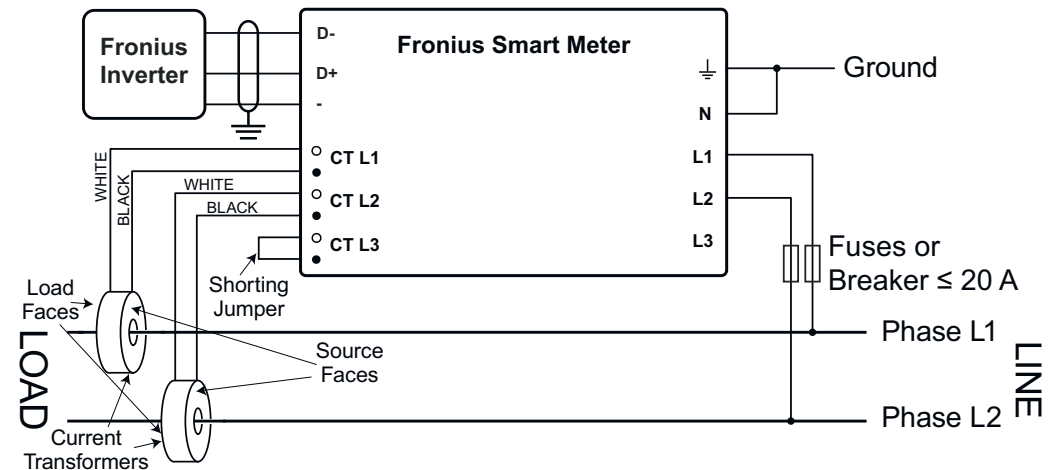 Fronius
Inverter
D-
D+
-
Fronius Smart Meter
Ground
N
CT L1
CT L2
CT L3
L1
L2
L3
WHITE
BLACK
WHITE
BLACK
Shorting
Jumper
Fuses or
Breaker ≤ 20 A
Load
Faces
Source
Faces
Current
Transformers
LOAD
LINE
Phase L1
Phase L2